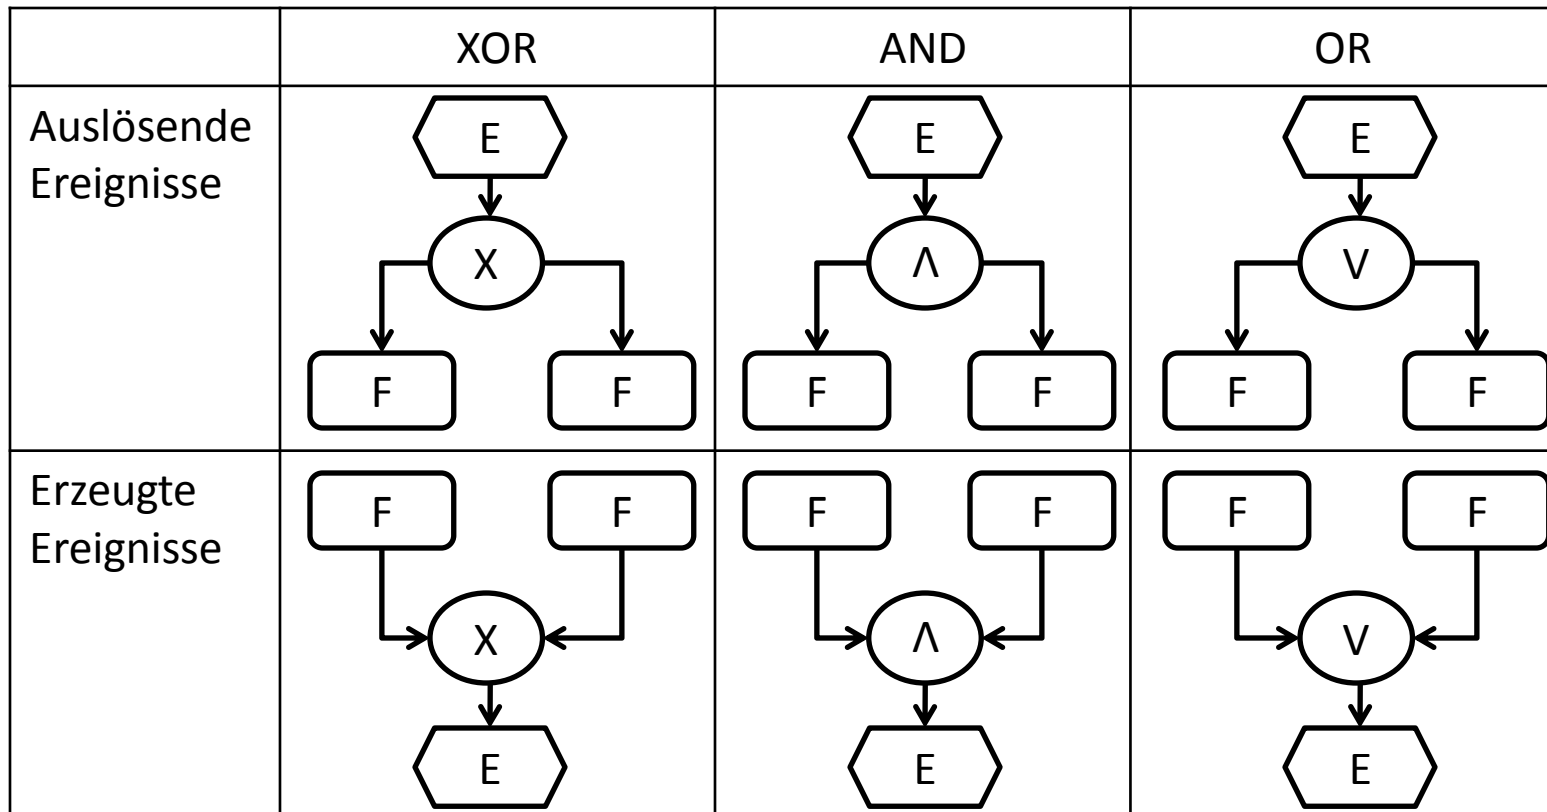 XOR AND OR
Auslösende
Ereignisse
E E E
X Λ V
F F F F F F
Erzeugte
Ereignisse
F F F F F F
X Λ V
E E E